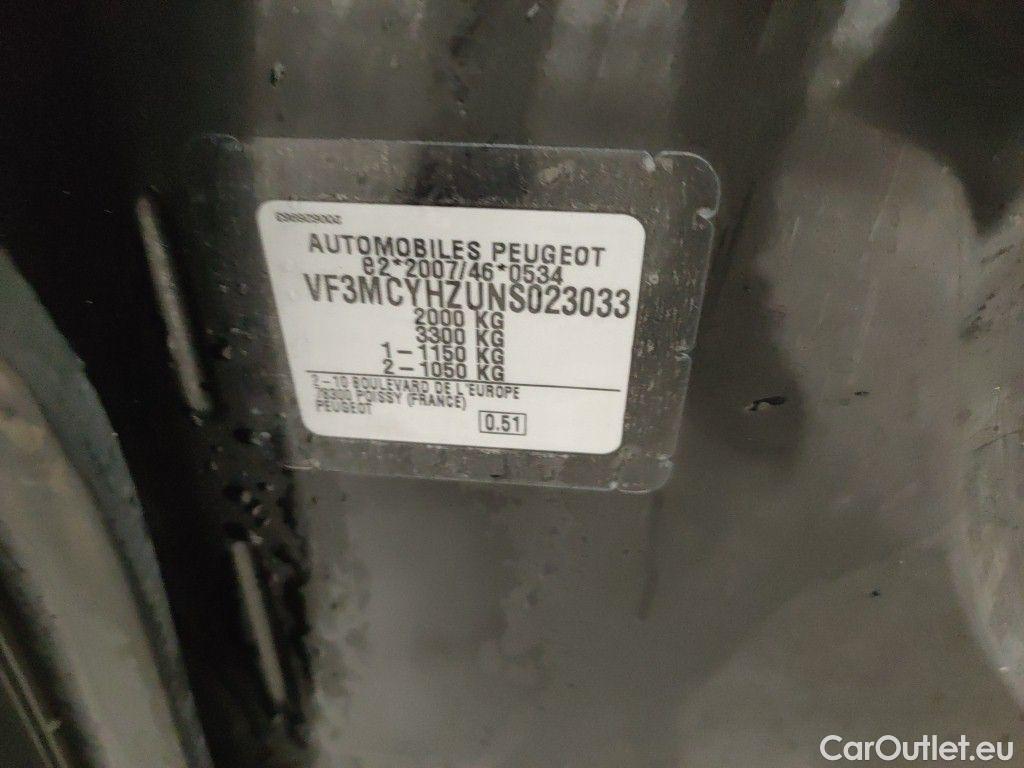 AUTOMOBILES PEUGEOT
e2*2007/46*0534
VF3MCYHZUNS023033
2000 KG
3300 KG
1-1150 KG
2-1050 KG
2-10 BOULEVARD DE L'EUROPE
78300 POISSY (FRANCE)
PEUGEOT
0.51
CarOutlet.eu